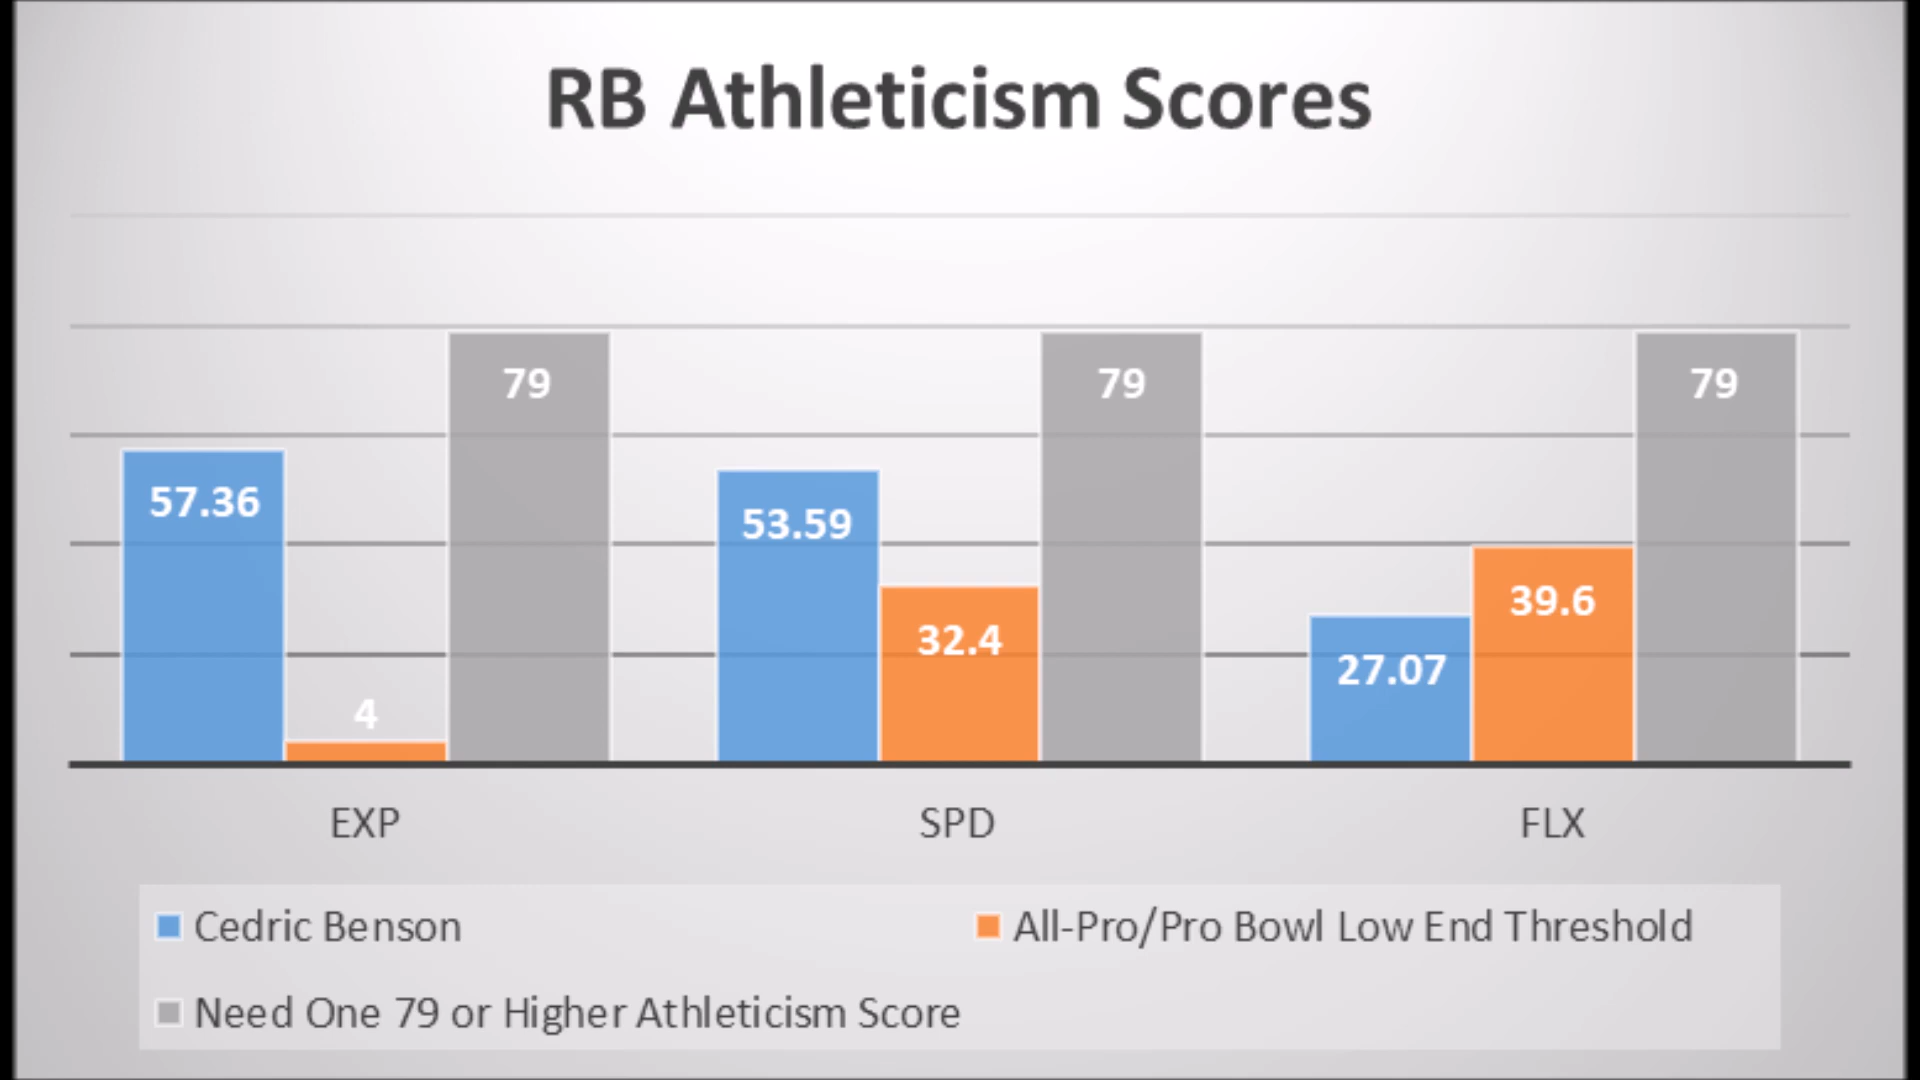 RB Athleticism Scores
79
79
79
57.36
53.59
39.6
32.4
27.07
4
EXP
SPD
FLX
Cedric Benson
All-Pro/Pro Bowl Low End Threshold
Need One 79 or Higher Athleticism Score